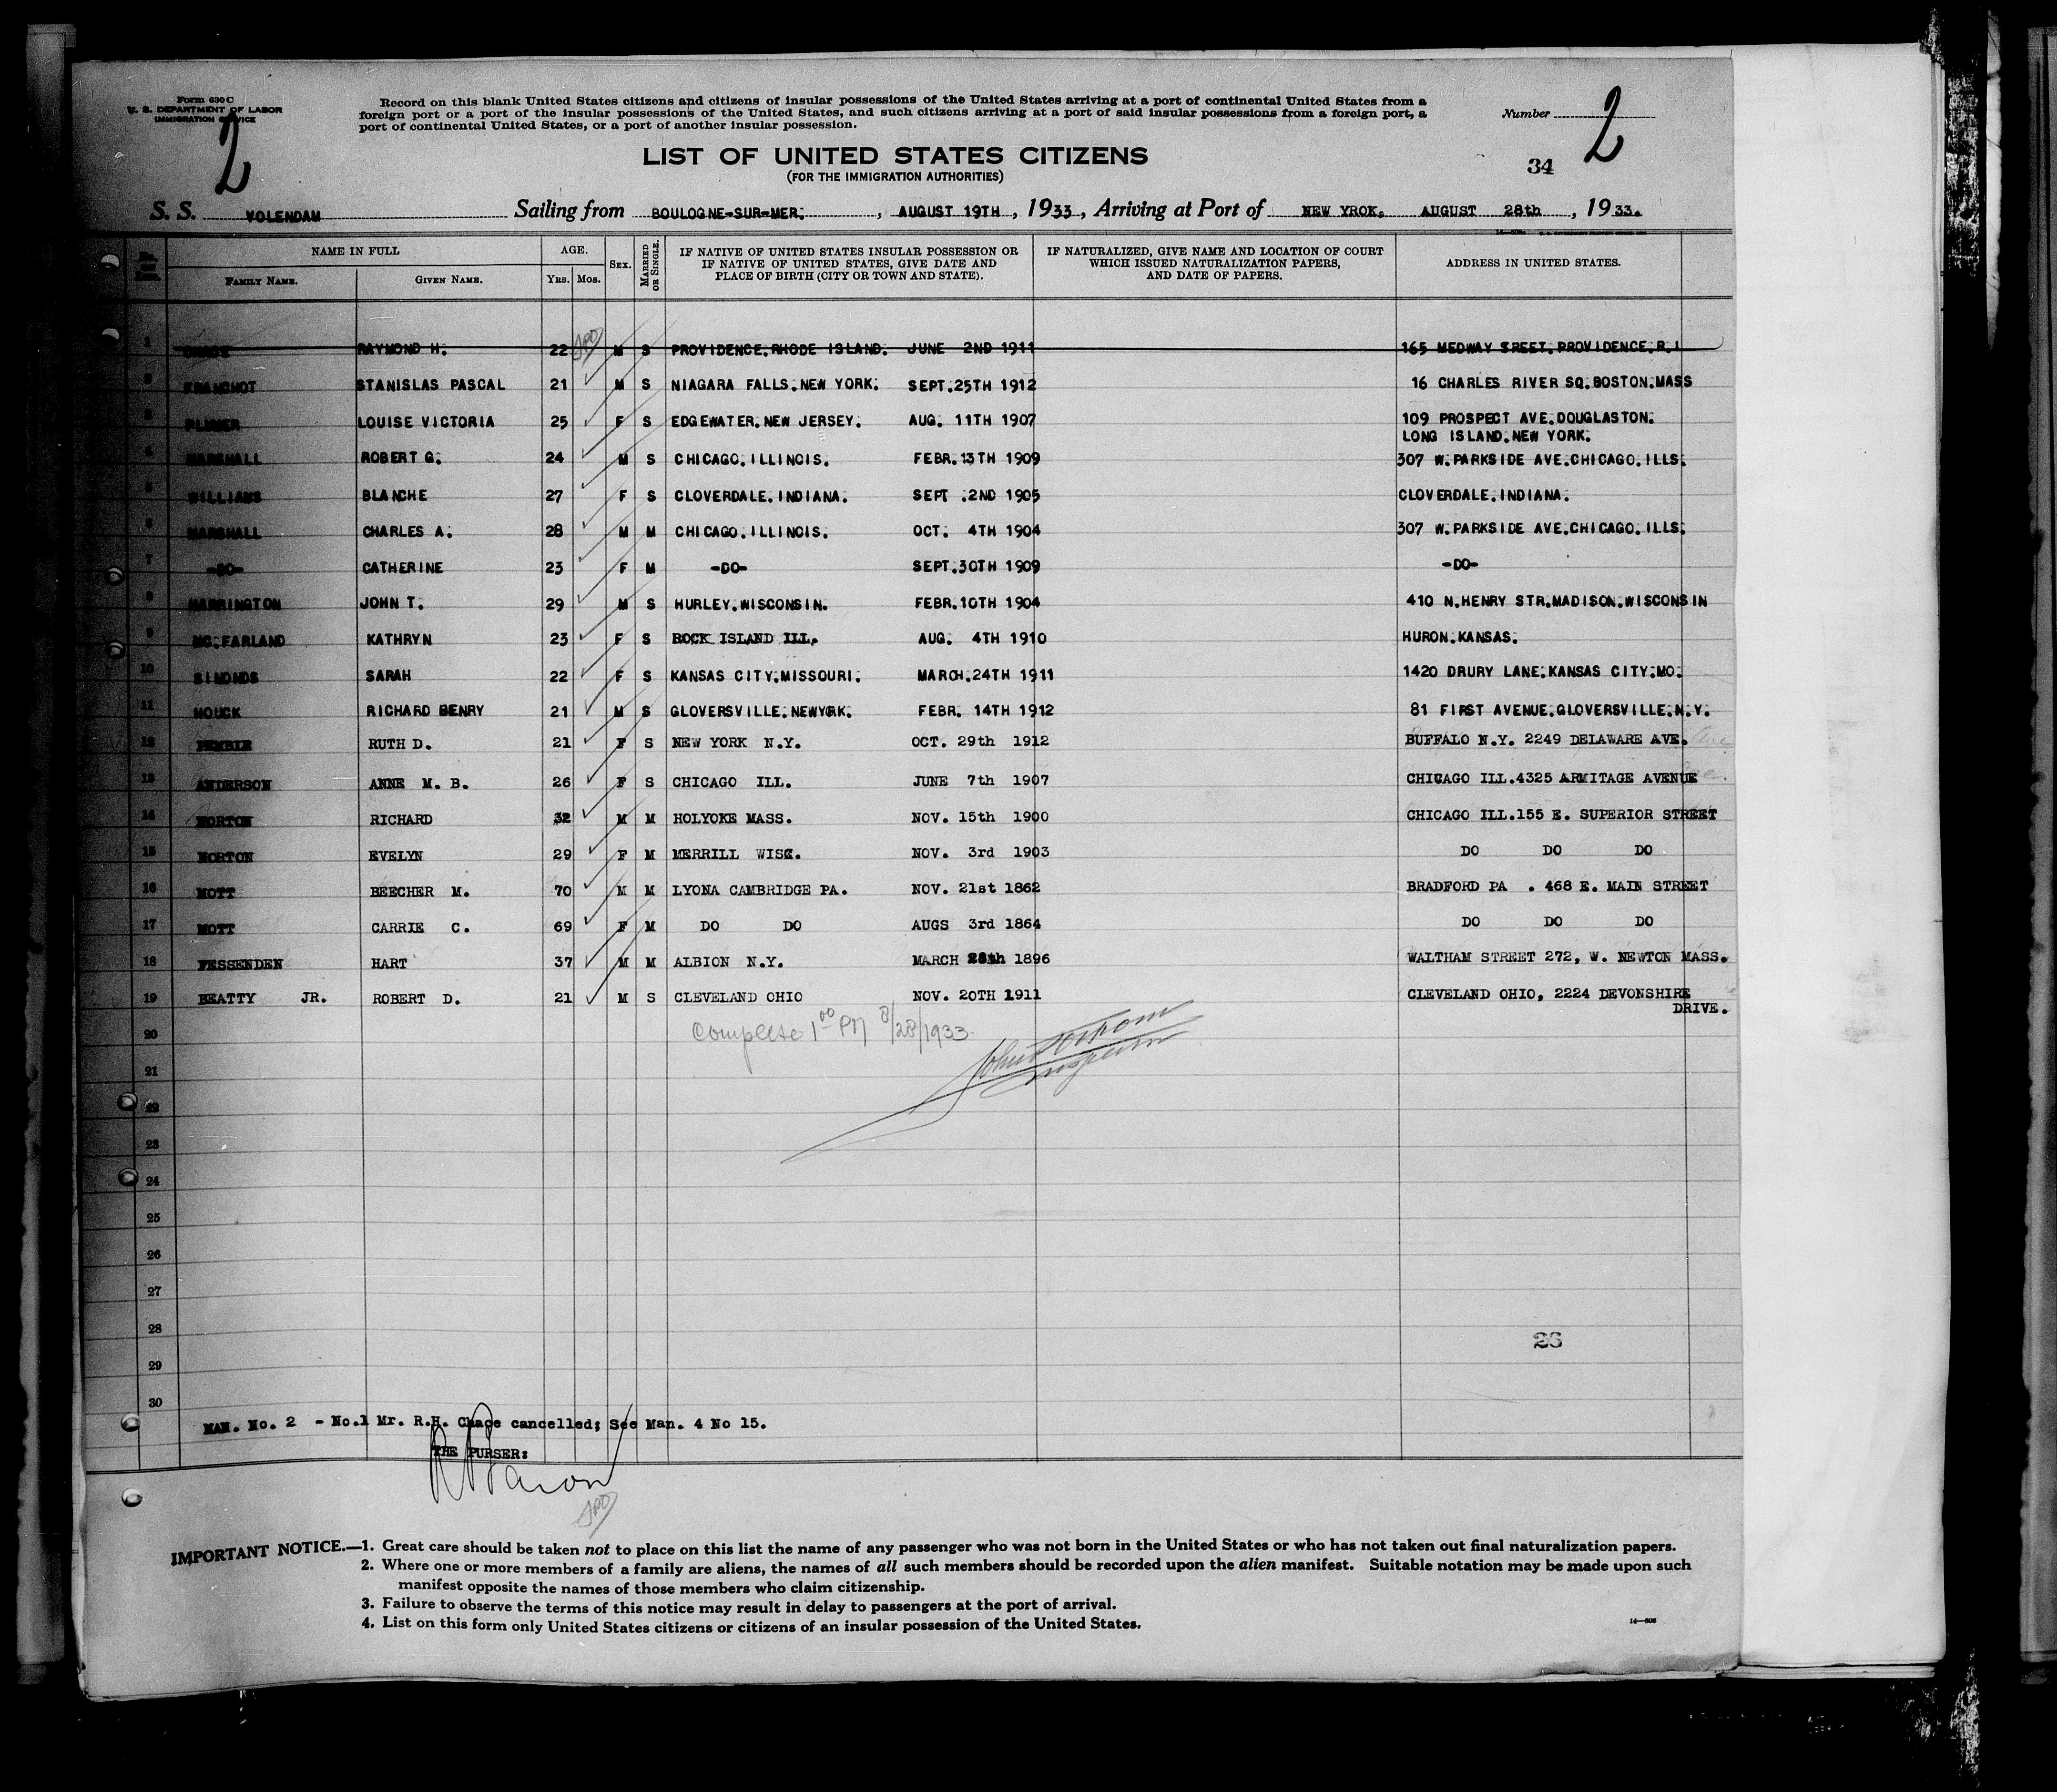 Form 630 C
U. S. DEPARTMENT OF LABOR
IMMIGRATION SERVICE
2
Record on this blank United States citizens and citizens of insular possessions of the United States arriving at a port of continental United States from a
foreign port or a port of the insular possessions of the United States, and such citizens arriving at a port of said insular possessions from a foreign port, a
port of continental United States, or a port of another insular possession.
Number 2
LIST OF UNITED STATES CITIZENS
(FOR THE IMMIGRATION AUTHORITIES)
34
S. S. VOLENDAM Sailing from BOULOGNE-SUR-MER. , AUGUST 19TH , 1933 , Arriving at Port of NEW YROK. AUGUST 28th , 1933.
NAME IN FULL
FAMILY NAME. GIVEN NAME.
AGE.
YRS. MOS.
SEX.
MARRIED OR SINGLE.
IF NATIVE OF UNITED STATES INSULAR POSSESSION OR
IF NATIVE OF UNITED STATES, GIVE DATE AND
PLACE OF BIRTH (CITY OR TOWN AND STATE).
IF NATURALIZED, GIVE NAME AND LOCATION OF COURT
WHICH ISSUED NATURALIZATION PAPERS,
AND DATE OF PAPERS.
ADDRESS IN UNITED STATES.
1 RAYMOND H. 22 M S PROVIDENCE.RHODE ISLAND. JUNE 2ND 1911 165 MEDWAY SREET.PROVIDENCE.R.I
2 FRANCHOT STANISLAS PASCAL 21 M S NIAGARA FALLS.NEW YORK. SEPT.25TH 1912 16 CHARLES RIVER SQ.BOSTON.MASS
3 LOUISE VICTORIA 25 F S EDGEWATER.NEW JERSEY. AUG. 11TH 1907 109 PROSPECT AVE.DOUGLASTON.
LONG ISLAND.NEW YORK.
4 MARSHALL ROBERT G. 24 M S CHICAGO.ILLINOIS. FEBR.13TH 1909 307 W.PARKSIDE AVE.CHICAGO.ILLS.
5 WILLIAMS BLANCHE 27 F S CLOVERDALE.INDIANA. SEPT .2ND 1905 CLOVERDALE.INDIANA.
6 MARSHALL CHARLES A. 28 M M CHICAGO.ILLINOIS. OCT. 4TH 1904 307 W.PARKSIDE AVE.CHICAGO.ILLS.
7 -DO- CATHERINE 23 F M -DO- SEPT.30TH 1909 -DO-
8 HARRINGTON JOHN T. 29 M S HURLEY.WISCONSIN. FEBR.10TH 1904 410 N.HENRY STR.MADISON.WISCONSIN
9 MC.FARLAND KATHRYN 23 F S ROCK ISLAND ILL. AUG. 4TH 1910 HURON.KANSAS.
10 SIMONDS SARAH 22 F S KANSAS CITY.MISSOURI. MARCH.24TH 1911 1420 DRURY LANE.KANSAS CITY.MO.
11 HOUCK RICHARD BENRY 21 M S GLOVERSVILLE.NEWYORK. FEBR. 14TH 1912 81 FIRST AVENUE.GLOVERSVILLE.N.Y.
12 RUTH D. 21 F S NEW YORK N.Y. OCT. 29th 1912 BUFFALO N.Y. 2249 DELAWARE AVE.
13 ANDERSON ANNE M. B. 26 F S CHICAGO ILL. JUNE 7th 1907 CHICAGO ILL.4325 ARMITAGE AVENUE
14 NORTON RICHARD 32 M M HOLYOKE MASS. NOV. 15th 1900 CHICAGO ILL.155 E. SUPERIOR STREET
15 NORTON EVELYN 29 F M MERRILL WISC. NOV. 3rd 1903 DO DO DO
16 MOTT BEECHER M. 70 M M LYONA CAMBRIDGE PA. NOV. 21st 1862 BRADFORD PA . 468 E. MAIN STREET
17 MOTT CARRIE C. 69 F M DO DO AUGS 3rd 1864 DO DO DO
18 FESSENDEN HART 37 M M ALBION N.Y. MARCH 28th 1896 WALTHAM STREET 272, W. NEWTON MASS.
19 BEATTY JR. ROBERT D. 21 M S CLEVELAND OHIO NOV. 20TH 1911 CLEVELAND OHIO, 2224 DEVONSHIRE
DRIVE.
Complete 1 00 PM 8/28/1933
20
21
22
23
24
25
26
27
28
26
29
30
MAN. No. 2 - No.1 Mr. R.H. Chace cancelled; See Man. 4 No 15.
THE PURSER:
IMPORTANT NOTICE.—1. Great care should be taken not to place on this list the name of any passenger who was not born in the United States or who has not taken out final naturalization papers.
2. Where one or more members of a family are aliens, the names of all such members should be recorded upon the alien manifest. Suitable notation may be made upon such
manifest opposite the names of those members who claim citizenship.
3. Failure to observe the terms of this notice may result in delay to passengers at the port of arrival.
4. List on this form only United States citizens or citizens of an insular possession of the United States.